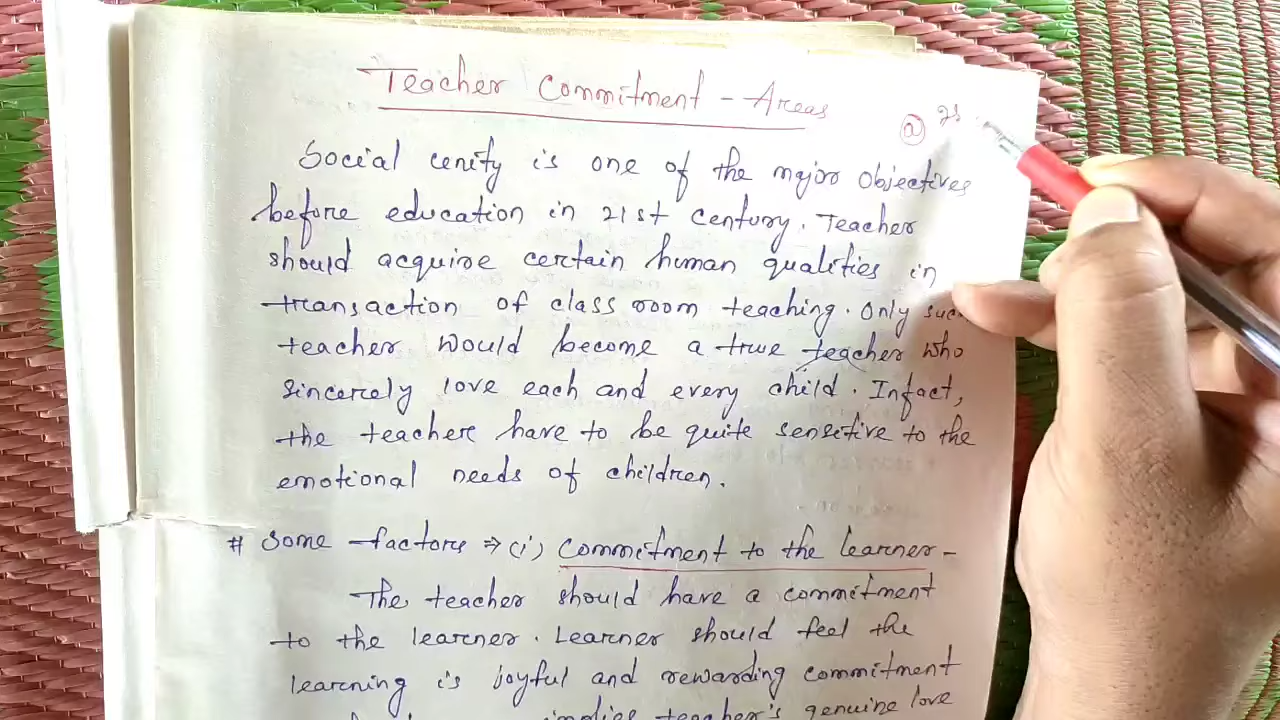 Teacher Commitment - Areas
Social cenity is one of the major objectives
before education in 21st century. Teacher
should acquire certain human qualities in
transaction of class room teaching. Only
teacher would become a true teacher who
sincerely love each and every child. Infact,
the teachere have to be quite sensitive to the
emotional needs of children.
# Some factors ⇒ (i) Commitment to the learner -
The teacher should have a commitment
to the learner. Learner should feel the
learning is joyful and rewarding commitment
teacher's genuine love